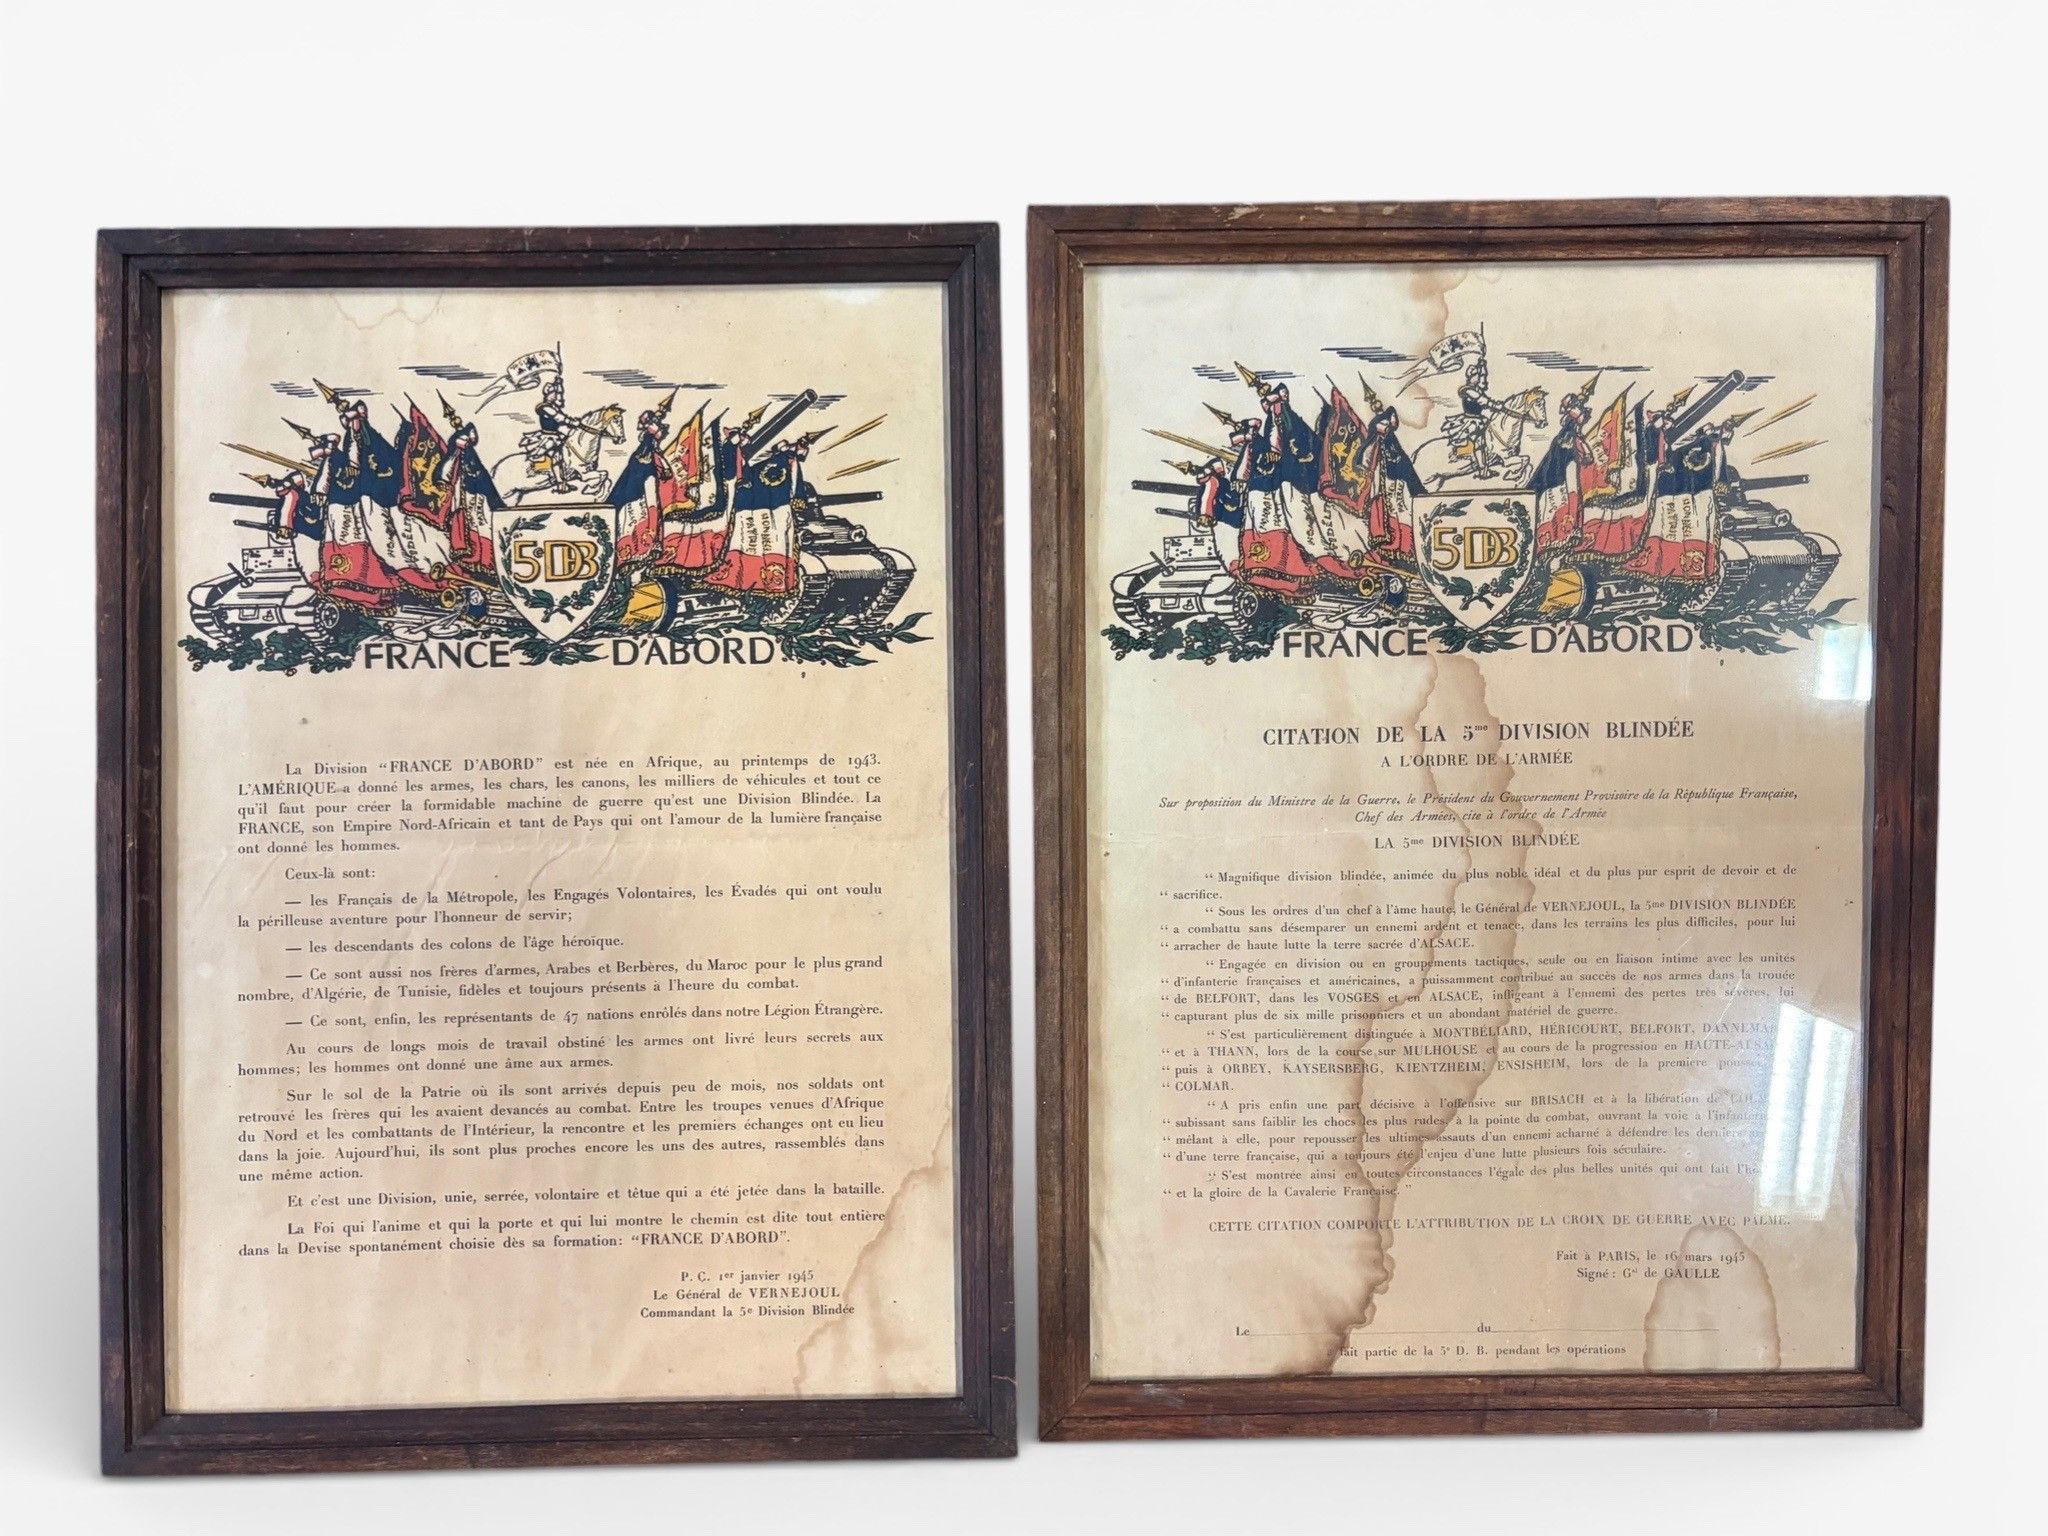 5e DB
FRANCE D'ABORD
La Division “FRANCE D'ABORD” est née en Afrique, au printemps de 1943.
L'AMÉRIQUE a donné les armes, les chars, les canons, les milliers de véhicules et tout ce
qu'il faut pour créer la formidable machine de guerre qu'est une Division Blindée. La
FRANCE, son Empire Nord-Africain et tant de Pays qui ont l'amour de la lumière française
ont donné les hommes.
Ceux-là sont:
— les Français de la Métropole, les Engagés Volontaires, les Évadés qui ont voulu
la périlleuse aventure pour l'honneur de servir;
— les descendants des colons de l'âge héroïque.
— Ce sont aussi nos frères d'armes, Arabes et Berbères, du Maroc pour le plus grand
nombre, d'Algérie, de Tunisie, fidèles et toujours présents à l'heure du combat.
— Ce sont, enfin, les représentants de 47 nations enrôlés dans notre Légion Étrangère.
Au cours de longs mois de travail obstiné les armes ont livré leurs secrets aux
hommes; les hommes ont donné une âme aux armes.
Sur le sol de la Patrie où ils sont arrivés depuis peu de mois, nos soldats ont
retrouvé les frères qui les avaient devancés au combat. Entre les troupes venues d'Afrique
du Nord et les combattants de l'Intérieur, la rencontre et les premiers échanges ont eu lieu
dans la joie. Aujourd'hui, ils sont plus proches encore les uns des autres, rassemblés dans
une même action.
Et c'est une Division, unie, serrée, volontaire et têtue qui a été jetée dans la bataille.
La Foi qui l'anime et qui la porte et qui lui montre le chemin est dite tout entière
dans la Devise spontanément choisie dès sa formation: “FRANCE D'ABORD”.
P. C. 1er janvier 1945
Le Général de VERNEJOUL
Commandant la 5e Division Blindée
5e DB
FRANCE D'ABORD
CITATION DE LA 5me DIVISION BLINDÉE
A L'ORDRE DE L'ARMÉE
Sur proposition du Ministre de la Guerre, le Président du Gouvernement Provisoire de la République Française,
Chef des Armées, cite à l'ordre de l'Armée
LA 5me DIVISION BLINDÉE
“ Magnifique division blindée, animée du plus noble idéal et du plus pur esprit de devoir et de
“ sacrifice.
“ Sous les ordres d'un chef à l'âme haute, le Général de VERNEJOUL, la 5me DIVISION BLINDÉE
“ a combattu sans désemparer un ennemi ardent et tenace, dans les terrains les plus difficiles, pour lui
“ arracher de haute lutte la terre sacrée d'ALSACE.
“ Engagée en division ou en groupements tactiques, seule ou en liaison intime avec les unités
“ d'infanterie françaises et américaines, a puissamment contribué au succès de nos armes dans la trouée
“ de BELFORT, dans les VOSGES et en ALSACE, infligeant à l'ennemi des pertes très sévères, lui
“ capturant plus de six mille prisonniers et un abondant matériel de guerre.
“ S'est particulièrement distinguée à MONTBÉLIARD, HÉRICOURT, BELFORT,
“ et à THANN, lors de la course sur MULHOUSE et au cours de la progression en
“ puis à ORBEY, KAYSERSBERG, KIENTZHEIM, ENSISHEIM, lors de la première
“ COLMAR.
“ A pris enfin une part décisive à l'offensive sur BRISACH et à la libération de
“ subissant sans faiblir les chocs les plus rudes, à la pointe du combat, ouvrant la voie à
“ mêlant à elle, pour repousser les ultimes assauts d'un ennemi acharné à défendre les
“ d'une terre française, qui a toujours été l'enjeu d'une lutte plusieurs fois séculaire.
“ S'est montrée ainsi en toutes circonstances l'égale des plus belles unités qui ont fait
“ et la gloire de la Cavalerie Française. ”
CETTE CITATION COMPORTE L'ATTRIBUTION DE LA CROIX DE GUERRE AVEC PALME.
Fait à PARIS, le 16 mars 1945
Signé : Gal de GAULLE
Le du
a fait partie de la 5e D. B. pendant les opérations